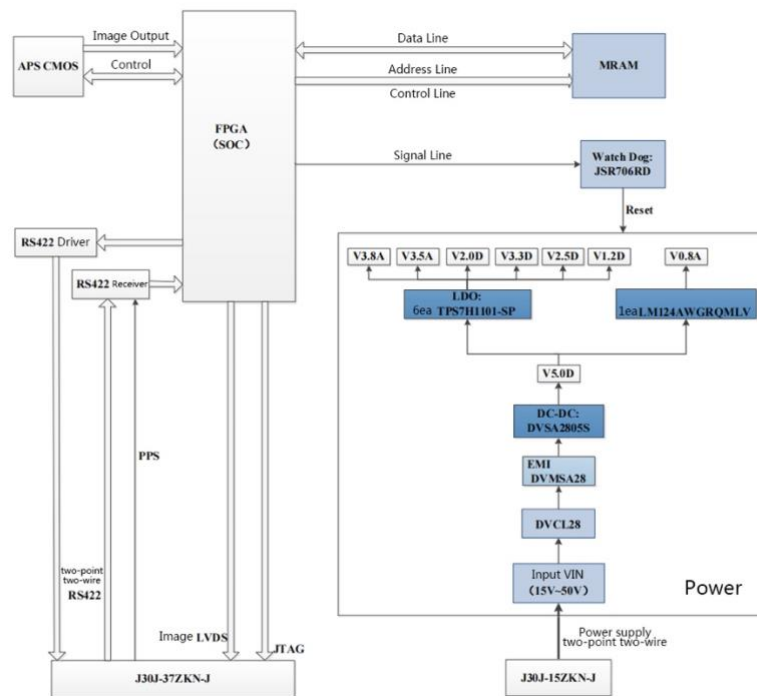 Image Output
APS CMOS
Control
FPGA
(SOC)
Data Line
Address Line
Control Line
MRAM
Signal Line
Watch Dog:
JSR706RD
Reset
RS422 Driver
RS422 Receiver
V3.8A
V3.5A
V2.0D
V3.3D
V2.5D
V1.2D
V0.8A
LDO:
6ea TPS7H1101-SP
1ea LM124AWGRQMLV
V5.0D
DC-DC:
DVSA2805S
EMI
DVMSA28
DVCL28
Input VIN
(15V~50V)
Power
PPS
two-point
two-wire
RS422
Image LVDS
JTAG
Power supply
two-point two-wire
J30J-37ZKN-J
J30J-15ZKN-J